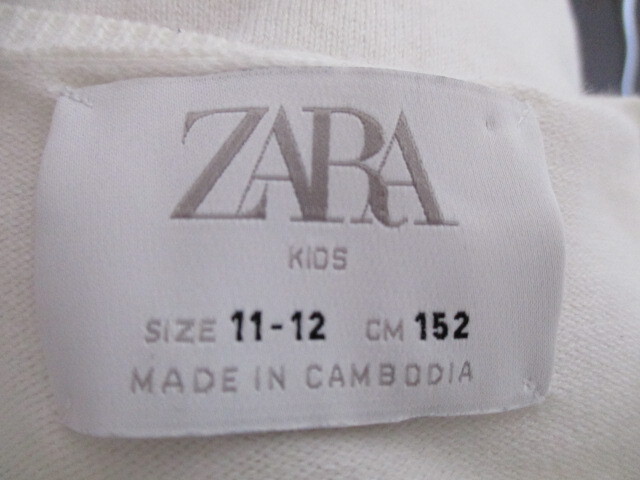 ZARA
KIDS
SIZE 11-12 CM 152
MADE IN CAMBODIA